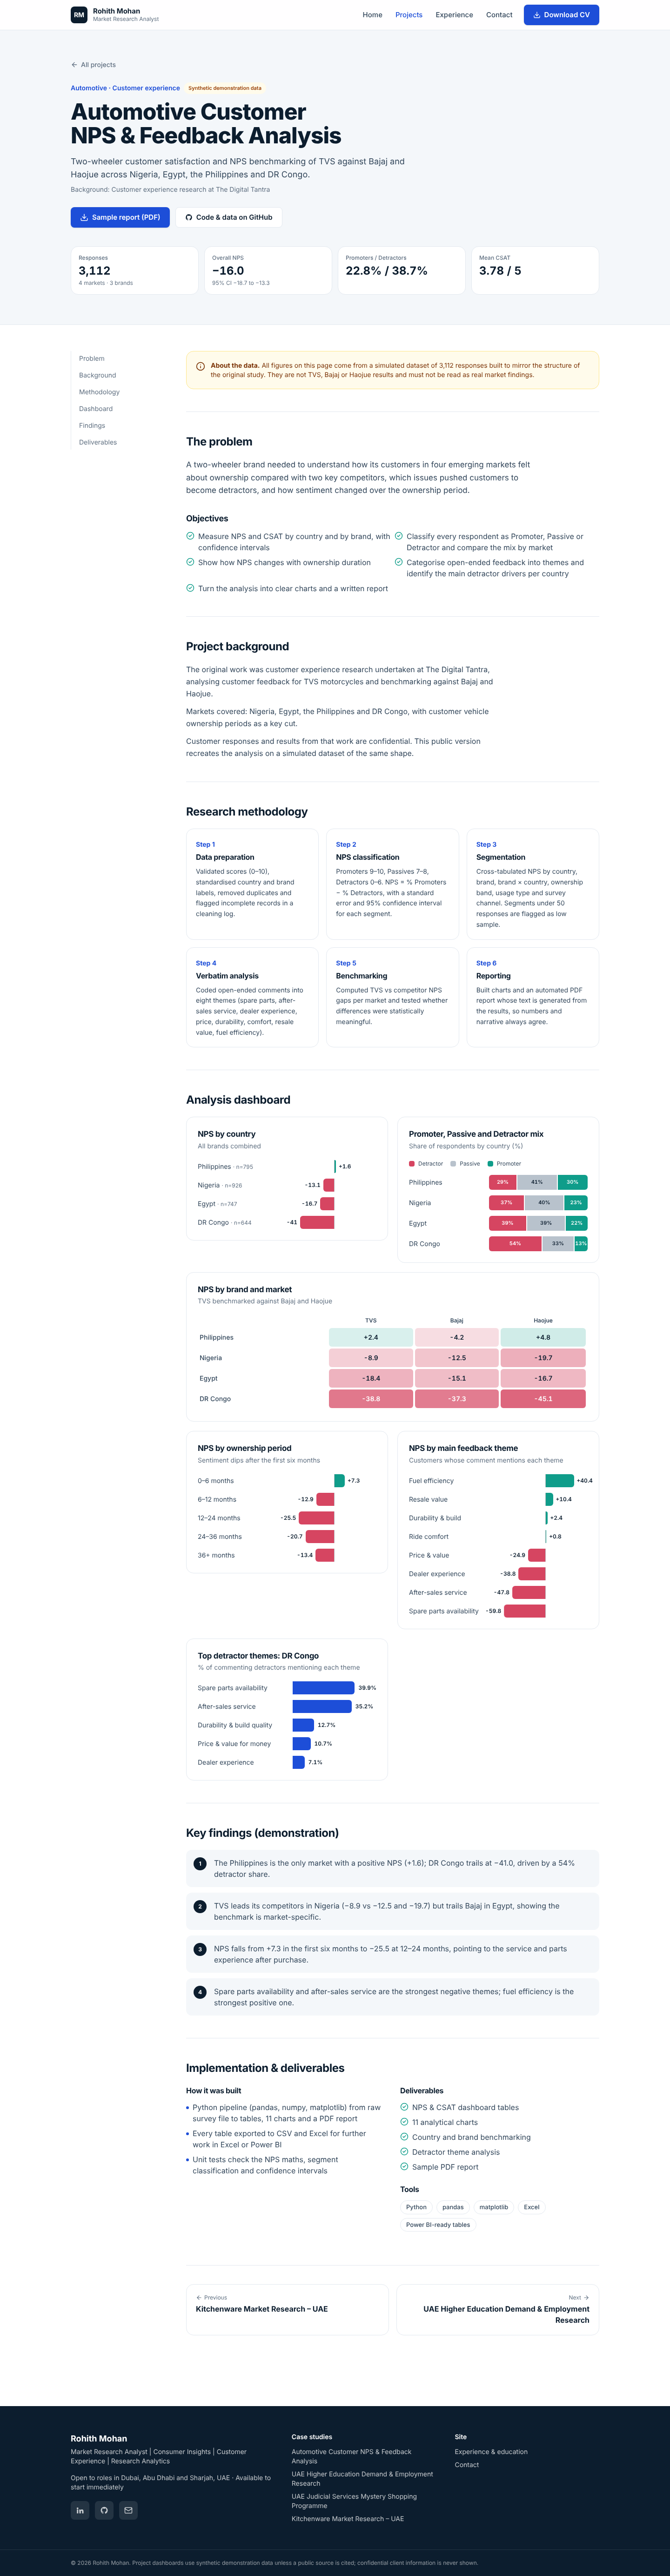 RM
Rohith Mohan
Market Research Analyst
Home
Projects
Experience
Contact
Download CV
← All projects
Automotive · Customer experience
Synthetic demonstration data
Automotive Customer
NPS & Feedback Analysis
Two-wheeler customer satisfaction and NPS benchmarking of TVS against Bajaj and
Haojue across Nigeria, Egypt, the Philippines and DR Congo.
Background: Customer experience research at The Digital Tantra
Sample report (PDF)
Code & data on GitHub
Responses
3,112
4 markets · 3 brands
Overall NPS
−16.0
95% CI −18.7 to −13.3
Promoters / Detractors
22.8% / 38.7%
Mean CSAT
3.78 / 5
Problem
Background
Methodology
Dashboard
Findings
Deliverables
About the data. All figures on this page come from a simulated dataset of 3,112 responses built to mirror the structure of
the original study. They are not TVS, Bajaj or Haojue results and must not be read as real market findings.
The problem
A two-wheeler brand needed to understand how its customers in four emerging markets felt
about ownership compared with two key competitors, which issues pushed customers to
become detractors, and how sentiment changed over the ownership period.
Objectives
Measure NPS and CSAT by country and by brand, with
confidence intervals
Classify every respondent as Promoter, Passive or
Detractor and compare the mix by market
Show how NPS changes with ownership duration
Categorise open-ended feedback into themes and
identify the main detractor drivers per country
Turn the analysis into clear charts and a written report
Project background
The original work was customer experience research undertaken at The Digital Tantra,
analysing customer feedback for TVS motorcycles and benchmarking against Bajaj and
Haojue.
Markets covered: Nigeria, Egypt, the Philippines and DR Congo, with customer vehicle
ownership periods as a key cut.
Customer responses and results from that work are confidential. This public version
recreates the analysis on a simulated dataset of the same shape.
Research methodology
Step 1
Data preparation
Validated scores (0–10),
standardised country and brand
labels, removed duplicates and
flagged incomplete records in a
cleaning log.
Step 2
NPS classification
Promoters 9–10, Passives 7–8,
Detractors 0–6. NPS = % Promoters
− % Detractors, with a standard
error and 95% confidence interval
for each segment.
Step 3
Segmentation
Cross-tabulated NPS by country,
brand, brand × country, ownership
band, usage type and survey
channel. Segments under 50
responses are flagged as low
sample.
Step 4
Verbatim analysis
Coded open-ended comments into
eight themes (spare parts, after-
sales service, dealer experience,
price, durability, comfort, resale
value, fuel efficiency).
Step 5
Benchmarking
Computed TVS vs competitor NPS
gaps per market and tested whether
differences were statistically
meaningful.
Step 6
Reporting
Built charts and an automated PDF
report whose text is generated from
the results, so numbers and
narrative always agree.
Analysis dashboard
NPS by country
All brands combined
Philippines · n=795
+1.6
Nigeria · n=926
-13.1
Egypt · n=747
-16.7
DR Congo · n=644
-41
Promoter, Passive and Detractor mix
Share of respondents by country (%)
Detractor
Passive
Promoter
Philippines
29%
41%
30%
Nigeria
37%
40%
23%
Egypt
39%
39%
22%
DR Congo
54%
33%
13%
NPS by brand and market
TVS benchmarked against Bajaj and Haojue
TVS
Bajaj
Haojue
Philippines
+2.4
-4.2
+4.8
Nigeria
-8.9
-12.5
-19.7
Egypt
-18.4
-15.1
-16.7
DR Congo
-38.8
-37.3
-45.1
NPS by ownership period
Sentiment dips after the first six months
0–6 months
+7.3
6–12 months
-12.9
12–24 months
-25.5
24–36 months
-20.7
36+ months
-13.4
NPS by main feedback theme
Customers whose comment mentions each theme
Fuel efficiency
+40.4
Resale value
+10.4
Durability & build
+2.4
Ride comfort
+0.8
Price & value
-24.9
Dealer experience
-38.8
After-sales service
-47.8
Spare parts availability
-59.8
Top detractor themes: DR Congo
% of commenting detractors mentioning each theme
Spare parts availability
39.9%
After-sales service
35.2%
Durability & build quality
12.7%
Price & value for money
10.7%
Dealer experience
7.1%
Key findings (demonstration)
1
The Philippines is the only market with a positive NPS (+1.6); DR Congo trails at −41.0, driven by a 54%
detractor share.
2
TVS leads its competitors in Nigeria (−8.9 vs −12.5 and −19.7) but trails Bajaj in Egypt, showing the
benchmark is market-specific.
3
NPS falls from +7.3 in the first six months to −25.5 at 12–24 months, pointing to the service and parts
experience after purchase.
4
Spare parts availability and after-sales service are the strongest negative themes; fuel efficiency is the
strongest positive one.
Implementation & deliverables
How it was built
Python pipeline (pandas, numpy, matplotlib) from raw
survey file to tables, 11 charts and a PDF report
Every table exported to CSV and Excel for further
work in Excel or Power BI
Unit tests check the NPS maths, segment
classification and confidence intervals
Deliverables
NPS & CSAT dashboard tables
11 analytical charts
Country and brand benchmarking
Detractor theme analysis
Sample PDF report
Tools
Python
pandas
matplotlib
Excel
Power BI-ready tables
← Previous
Kitchenware Market Research – UAE
Next →
UAE Higher Education Demand & Employment
Research
Rohith Mohan
Market Research Analyst | Consumer Insights | Customer
Experience | Research Analytics
Open to roles in Dubai, Abu Dhabi and Sharjah, UAE · Available to
start immediately
in
Case studies
Automotive Customer NPS & Feedback
Analysis
UAE Higher Education Demand & Employment
Research
UAE Judicial Services Mystery Shopping
Programme
Kitchenware Market Research – UAE
Site
Experience & education
Contact
© 2026 Rohith Mohan. Project dashboards use synthetic demonstration data unless a public source is cited; confidential client information is never shown.